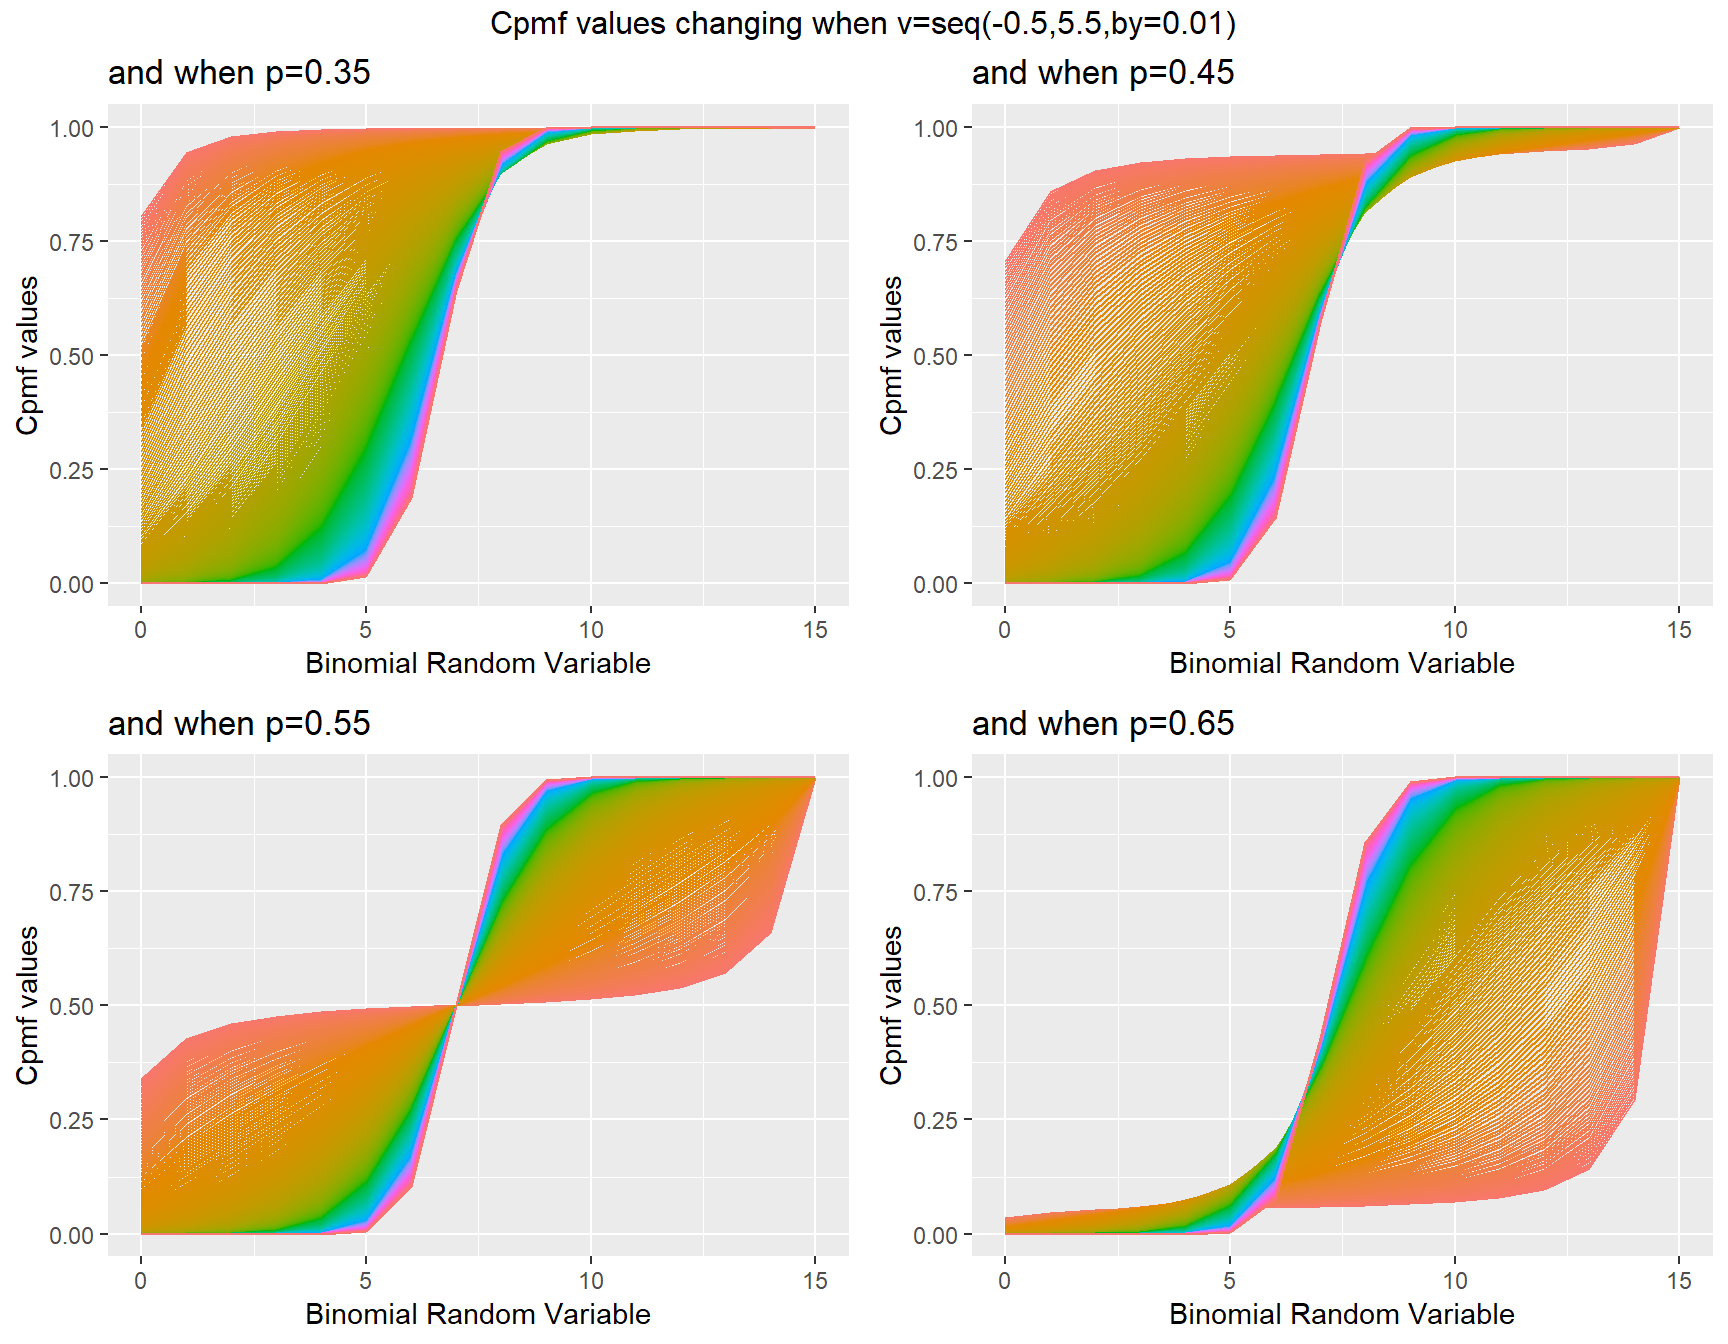 Cpmf values changing when v=seq(-0.5,5.5,by=0.01)
and when p=0.35
1.00
0.75
0.50
0.25
0.00
Cpmf values
0 5 10 15
Binomial Random Variable
and when p=0.45
1.00
0.75
0.50
0.25
0.00
Cpmf values
0 5 10 15
Binomial Random Variable
and when p=0.55
1.00
0.75
0.50
0.25
0.00
Cpmf values
0 5 10 15
Binomial Random Variable
and when p=0.65
1.00
0.75
0.50
0.25
0.00
Cpmf values
0 5 10 15
Binomial Random Variable